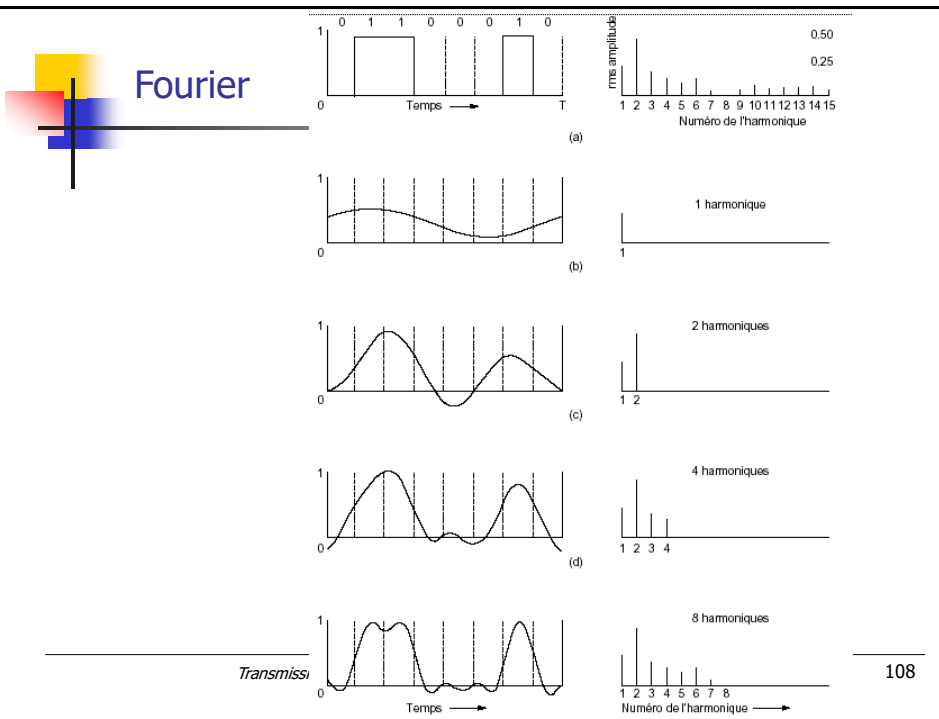 Fourier
0 1 1 0 0 0 1 0
1
0
Temps
T
rms amplitude
0.50
0.25
1 2 3 4 5 6 7 8 9 10 11 12 13 14 15
Numéro de l'harmonique
(a)
1
0
1 harmonique
1
(b)
1
0
2 harmoniques
1 2
(c)
1
0
4 harmoniques
1 2 3 4
(d)
1
0
Temps
8 harmoniques
1 2 3 4 5 6 7 8
Numéro de l'harmonique
108